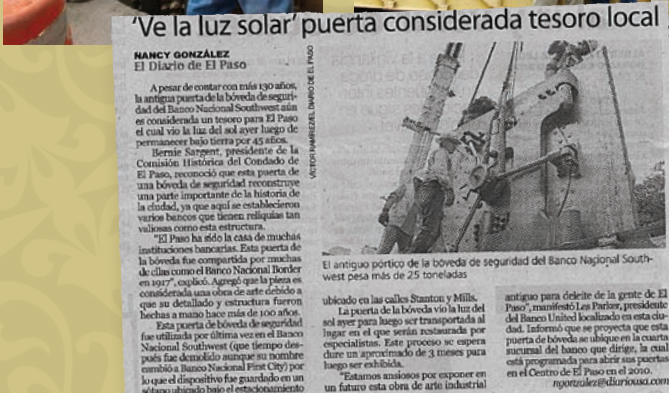 'Ve la luz solar' puerta considerada tesoro local
NANCY GONZÁLEZ
El Diario de El Paso
A pesar de contar con más 130 años,
la antigua puerta de la bóveda de seguri-
dad del Banco Nacional Southwest aún
es considerada un tesoro para El Paso
el cual vio la luz del sol ayer luego de
permanecer bajo tierra por 45 años.
Bernie Sargent, presidente de la
Comisión Histórica del Condado de
El Paso, reconoció que esta puerta de
una bóveda de seguridad reconstruye
una parte importante de la historia de
la ciudad, ya que aquí se establecieron
varios bancos que tienen reliquias tan
valiosas como esta estructura.
"El Paso ha sido la casa de muchas
instituciones bancarias. Esta puerta de
la bóveda fue compartida por muchas
de ellas como el Banco Nacional Border
en 1917", explicó. Agregó que la pieza es
considerada una obra de arte debido a
que su detallado y estructura fueron
hechas a mano hace más de 100 años.
Esta puerta de bóveda de seguridad
fue utilizada por última vez en el Banco
Nacional Southwest (que tiempo des-
pués fue demolido aunque su nombre
cambió a Banco Nacional First City) por
lo que el dispositivo fue guardado en un
sótano ubicado bajo el estacionamiento
VÍCTOR RAMÍREZ/EL DIARIO DE EL PASO
El antiguo pórtico de la bóveda de seguridad del Banco Nacional South-
west pesa más de 25 toneladas
ubicado en las calles Stanton y Mills.
La puerta de la bóveda vio la luz del
sol ayer para luego ser transportada al
lugar en el que serán restaurada por
especialistas. Este proceso se espera
dure un aproximado de 3 meses para
luego ser exhibida.
"Estamos ansiosos por exponer en
un futuro esta obra de arte industrial
antiguo para deleite de la gente de El
Paso", manifestó Les Parker, presidente
del Banco United localizado en esta ciu-
dad. Informó que se proyecta que esta
puerta de bóveda se ubique en la cuarta
sucursal del banco que dirige, la cual
está programada para abrir sus puertas
en el Centro de El Paso en el 2010.
ngonzalez@diariousa.com